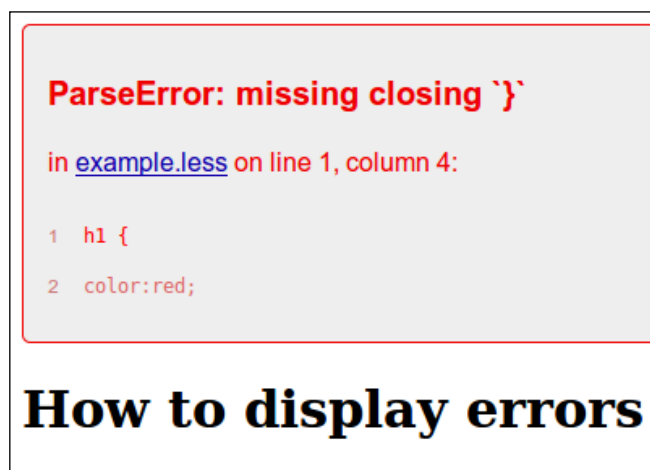 ParseError: missing closing `}`
in example.less on line 1, column 4:
1 h1 {
2 color:red;
How to display errors